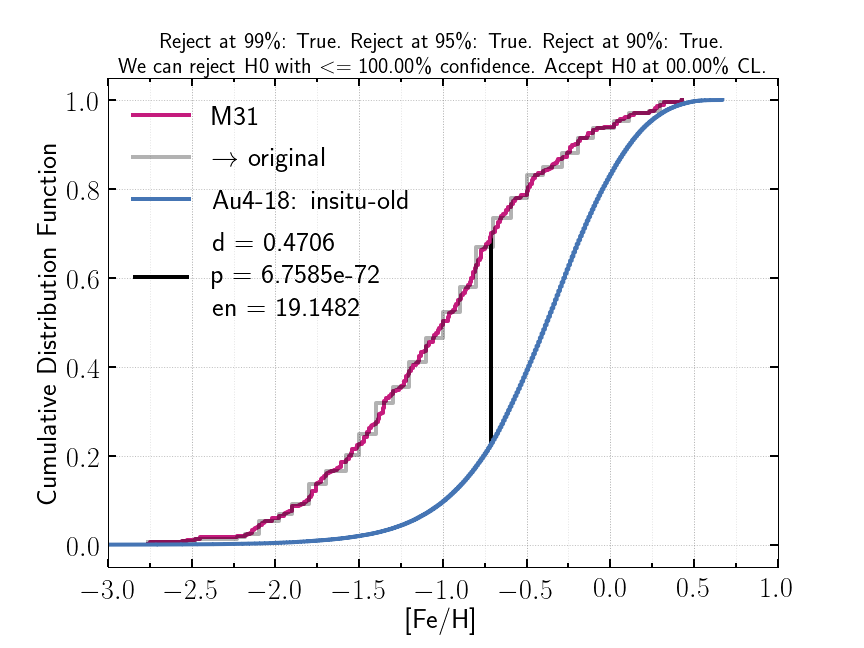 Reject at 99%: True. Reject at 95%: True. Reject at 90%: True.
We can reject H0 with <= 100.00% confidence. Accept H0 at 00.00% CL.
M31
→ original
Au4-18: insitu-old
d = 0.4706
p = 6.7585e-72
en = 19.1482
Cumulative Distribution Function
1.0
0.8
0.6
0.4
0.2
0.0
−3.0 −2.5 −2.0 −1.5 −1.0 −0.5 0.0 0.5 1.0
[Fe/H]